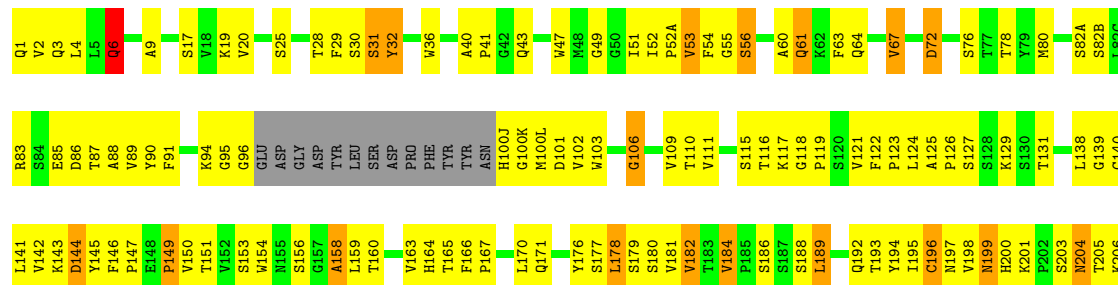 Q1 V2 Q3 L4 L5 Q6 A9 S17 V18 K19 V20 S25 T28 F29 S30 S31 Y32 W36 A40 P41 G42 Q43 W47 M48 G49 G50 I51 I52 P52A V53 F54 G55 S56 A60 Q61 K62 F63 Q64 V67 D72 S76 T77 T78 Y79 M80 S82A S82B L82C
R83 S84 E85 D86 T87 A88 V89 Y90 F91 K94 G95 G96 GLU ASP GLY ASP TYR LEU SER ASP PRO PHE TYR TYR ASN H100J G100K M100L D101 V102 W103 G106 V109 T110 V111 S115 T116 K117 G118 P119 S120 V121 F122 P123 L124 A125 P126 S127 S128 K129 S130 T131 L138 G139 C140
L141 V142 K143 D144 Y145 F146 P147 E148 P149 V150 T151 V152 S153 W154 N155 S156 G157 A158 L159 T160 V163 H164 T165 F166 P167 L170 Q171 Y176 S177 L178 S179 S180 V181 V182 T183 V184 P185 S186 S187 S188 L189 Q192 T193 Y194 I195 C196 N197 V198 N199 H200 K201 P202 S203 N204 T205 K206